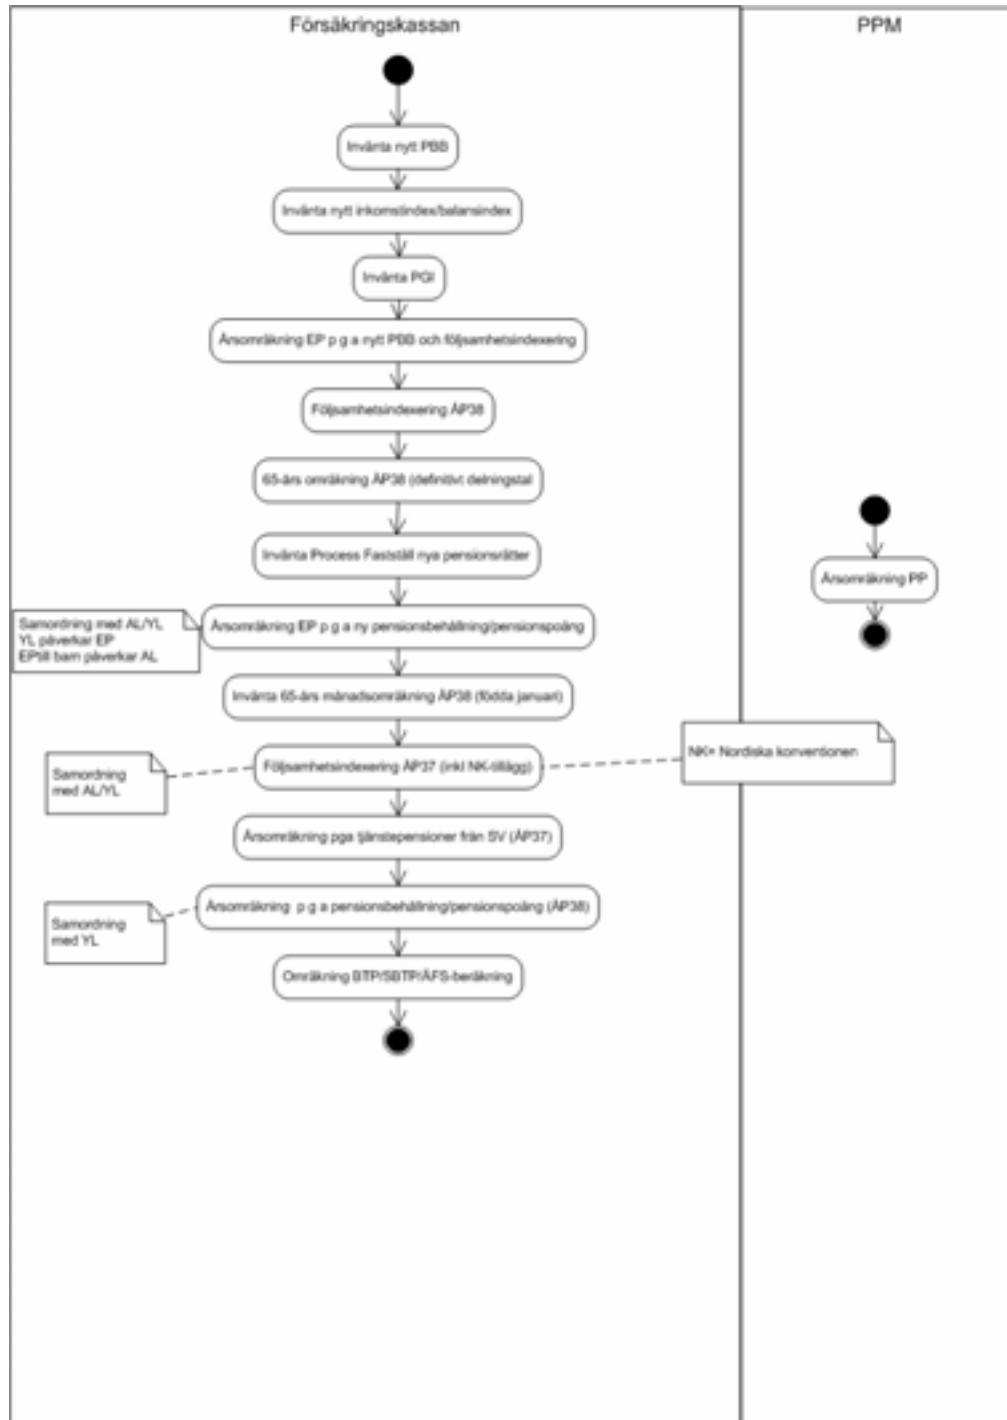 Försäkringskassan
PPM
Invänta nytt PBB
Invänta nytt inkomstindex/balansindex
Invänta PGI
Årsomräkning EP p g a nytt PBB och följsamhetsindexering
Följsamhetsindexering ÅP38
65-års omräkning ÅP38 (definitivt delningstal
Invänta Process Fastställ nya pensionsrätter
Årsomräkning PP
Samordning med AL/YL
YL påverkar EP
EPtill barn påverkar AL
Årsomräkning EP p g a ny pensionsbehållning/pensionspoäng
Invänta 65-års månadsomräkning ÅP38 (födda januari)
Samordning
med AL/YL
Följsamhetsindexering ÅP37 (inkl NK-tillägg)
NK= Nordiska konventionen
Årsomräkning pga tjänstepensioner från SV (ÅP37)
Samordning
med YL
Årsomräkning p g a pensionsbehållning/pensionspoäng (ÅP38)
Omräkning BTP/SBTP/ÄFS-beräkning